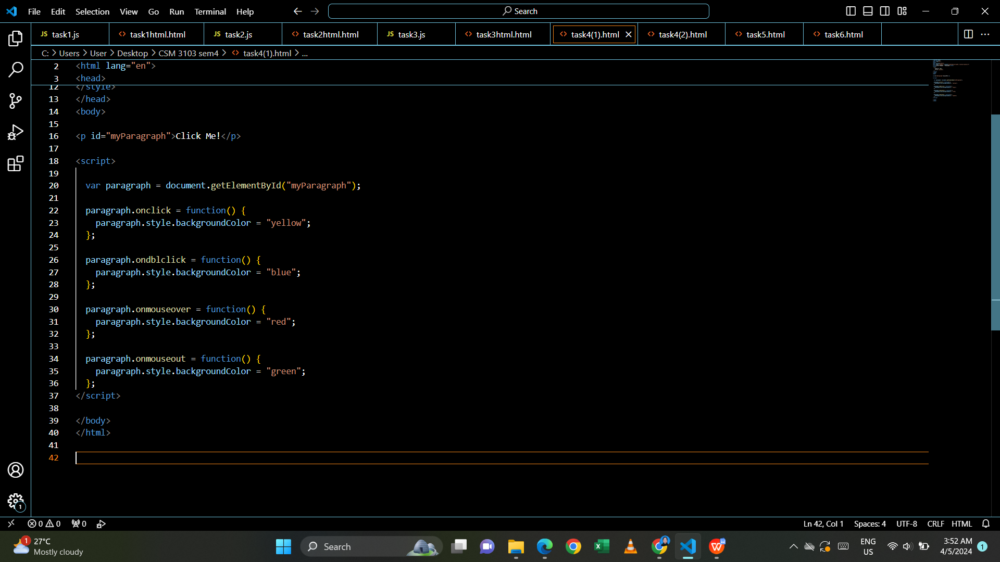 File Edit Selection View Go Run Terminal Help Search
JS task1.js <> task1html.html JS task2.js <> task2html.html JS task3.js <> task3html.html <> task4(1).html <> task4(2).html <> task5.html <> task6.html
C: > Users > User > Desktop > CSM 3103 sem4 > <> task4(1).html > ...
2 <html lang="en">
3 <head>
12 </style>
13 </head>
14 <body>
15
16 <p id="myParagraph">Click Me!</p>
17
18 <script>
19
20 var paragraph = document.getElementById("myParagraph");
21
22 paragraph.onclick = function() {
23 paragraph.style.backgroundColor = "yellow";
24 };
25
26 paragraph.ondblclick = function() {
27 paragraph.style.backgroundColor = "blue";
28 };
29
30 paragraph.onmouseover = function() {
31 paragraph.style.backgroundColor = "red";
32 };
33
34 paragraph.onmouseout = function() {
35 paragraph.style.backgroundColor = "green";
36 };
37 </script>
38
39 </body>
40 </html>
41
42
1
0 0 0 Ln 42, Col 1 Spaces: 4 UTF-8 CRLF HTML
1 27°C
Mostly cloudy
Search
ENG
US
3:52 AM
4/5/2024
1